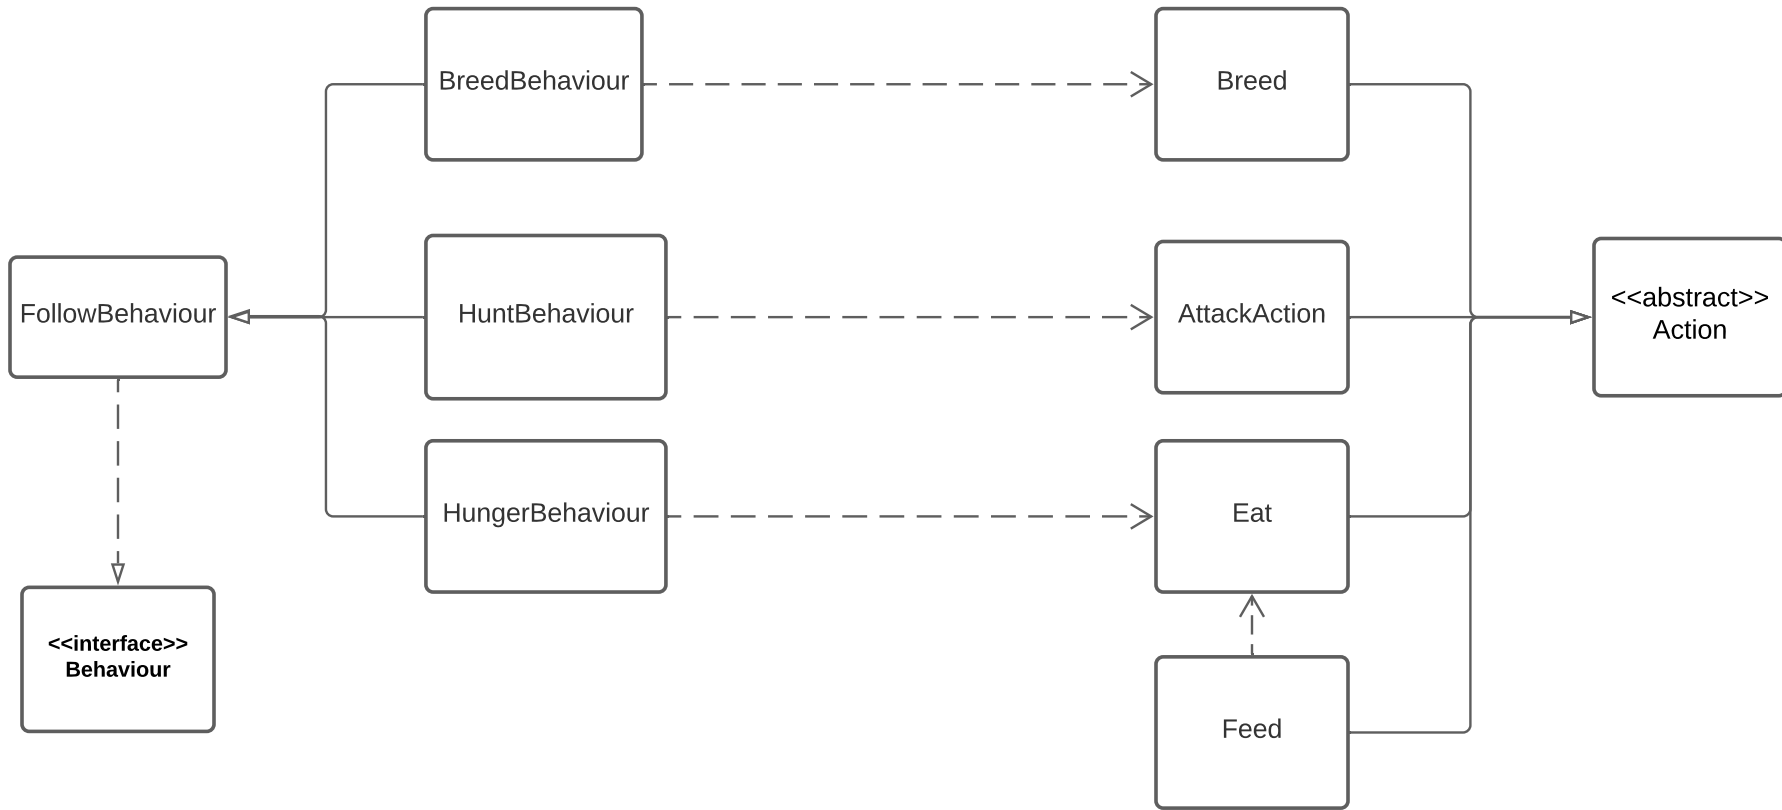 BreedBehaviour
Breed
FollowBehaviour
HuntBehaviour
AttackAction
<<abstract>>
Action
HungerBehaviour
Eat
<<interface>>
Behaviour
Feed